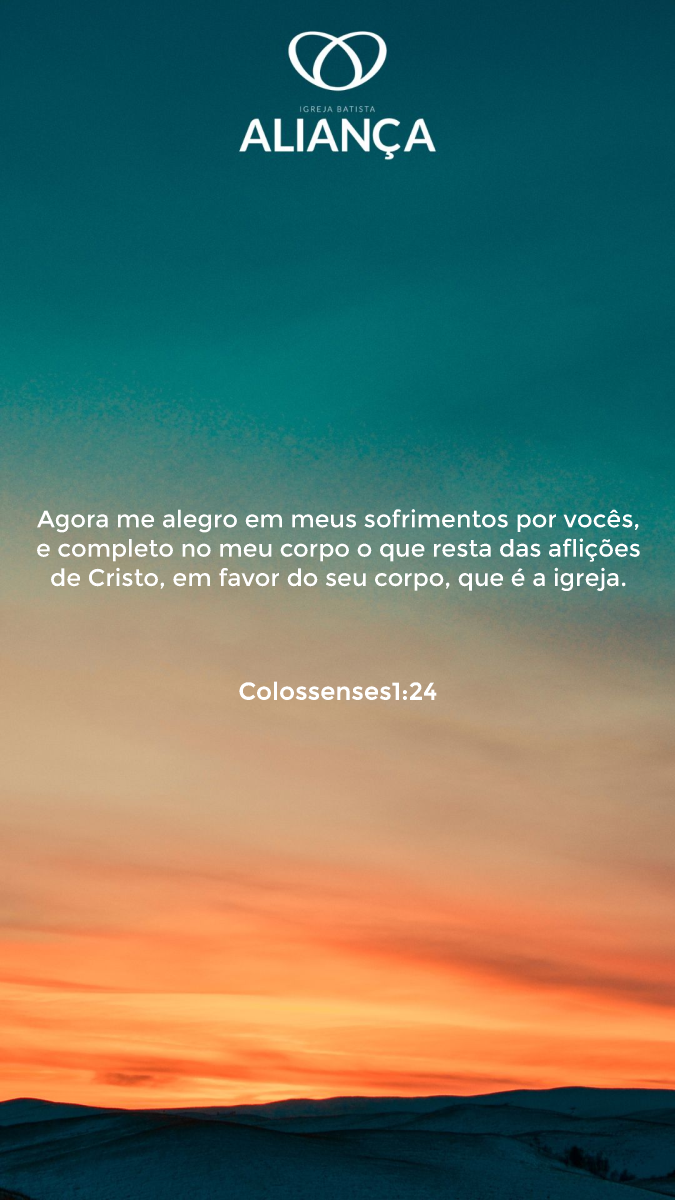 IGREJA BATISTA
ALIANÇA
Agora me alegro em meus sofrimentos por vocês,
e completo no meu corpo o que resta das aflições
de Cristo, em favor do seu corpo, que é a igreja.
Colossenses1:24